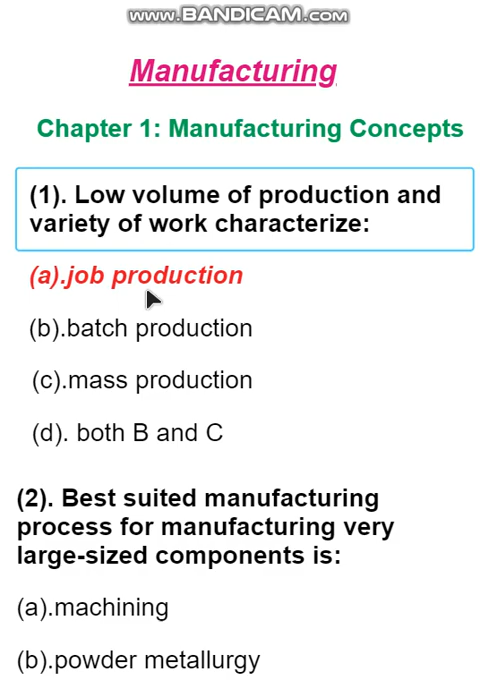 www.BANDICAM.com
Manufacturing
Chapter 1: Manufacturing Concepts
(1). Low volume of production and
variety of work characterize:
(a).job production
(b).batch production
(c).mass production
(d). both B and C
(2). Best suited manufacturing
process for manufacturing very
large-sized components is:
(a).machining
(b).powder metallurgy